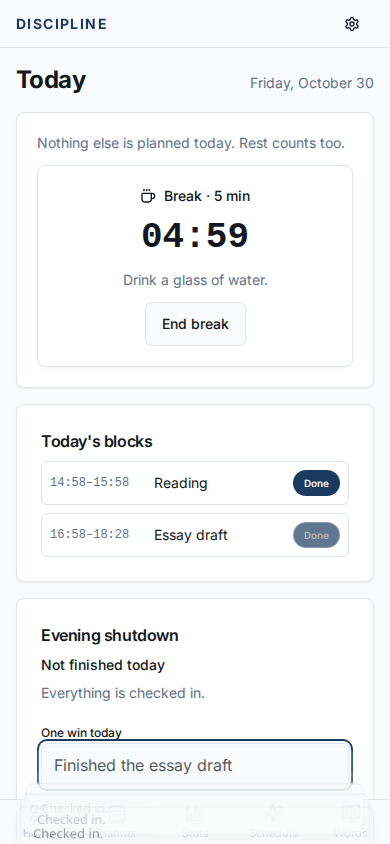 DISCIPLINE
Today
Friday, October 30
Nothing else is planned today. Rest counts too.
Break · 5 min
04:59
Drink a glass of water.
End break
Today's blocks
14:58–15:58 Reading Done
16:58–18:28 Essay draft Done
Evening shutdown
Not finished today
Everything is checked in.
One win today
Finished the essay draft
Checked in.
Checked in.
Stats
Schedule
Words